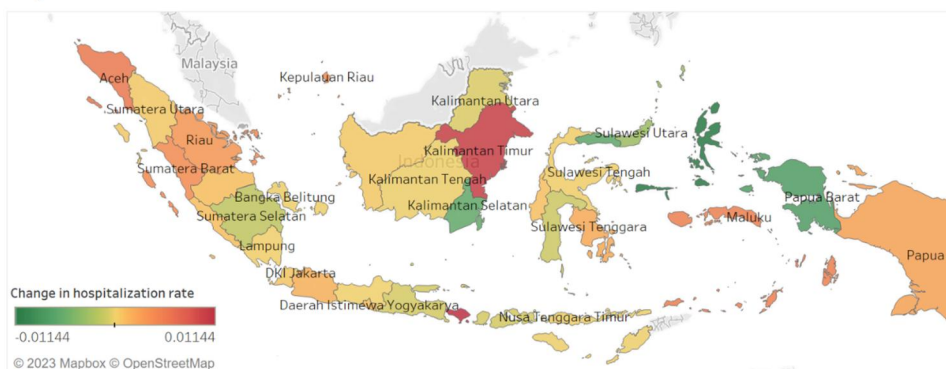 Malaysia
Aceh
Kepulauan Riau
Sumatera Utara
Kalimantan Utara
Riau
Sulawesi Utara
Kalimantan Timur
Indonesia
Sumatera Barat
Sulawesi Tengah
Kalimantan Tengah
Bangka Belitung
Papua Barat
Kalimantan Selatan
Sumatera Selatan
Maluku
Sulawesi Tenggara
Lampung
Papua
DKI Jakarta
Daerah Istimewa Yogyakarva
Nusa Tenggara Timur
Change in hospitalization rate
-0.01144 0.01144
© 2023 Mapbox © OpenStreetMap